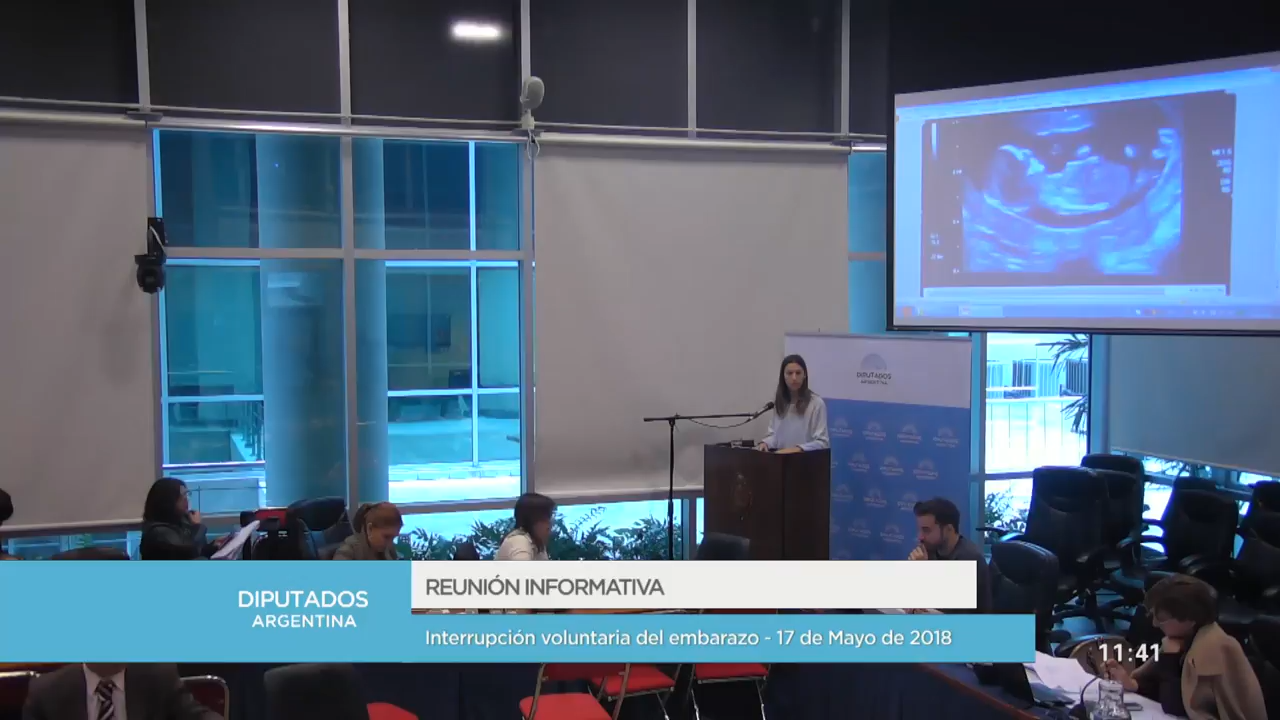 DIPUTADOS
ARGENTINA
DIPUTADOS
ARGENTINA
REUNIÓN INFORMATIVA
Interrupción voluntaria del embarazo - 17 de Mayo de 2018
11:41